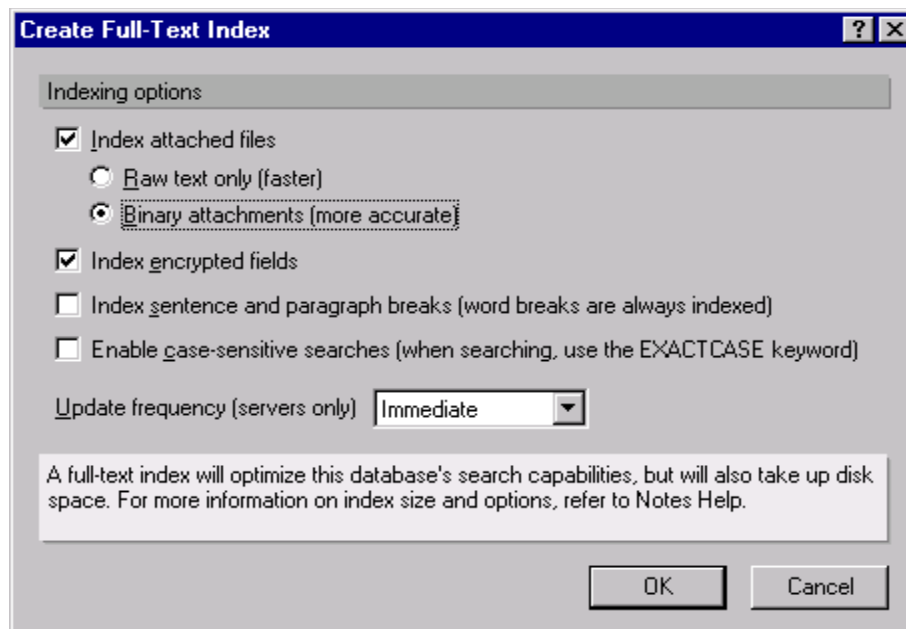 Create Full-Text Index
Indexing options
Index attached files
Raw text only (faster)
Binary attachments (more accurate)
Index encrypted fields
Index sentence and paragraph breaks (word breaks are always indexed)
Enable case-sensitive searches (when searching, use the EXACTCASE keyword)
Update frequency (servers only) Immediate
A full-text index will optimize this database's search capabilities, but will also take up disk
space. For more information on index size and options, refer to Notes Help.
OK Cancel